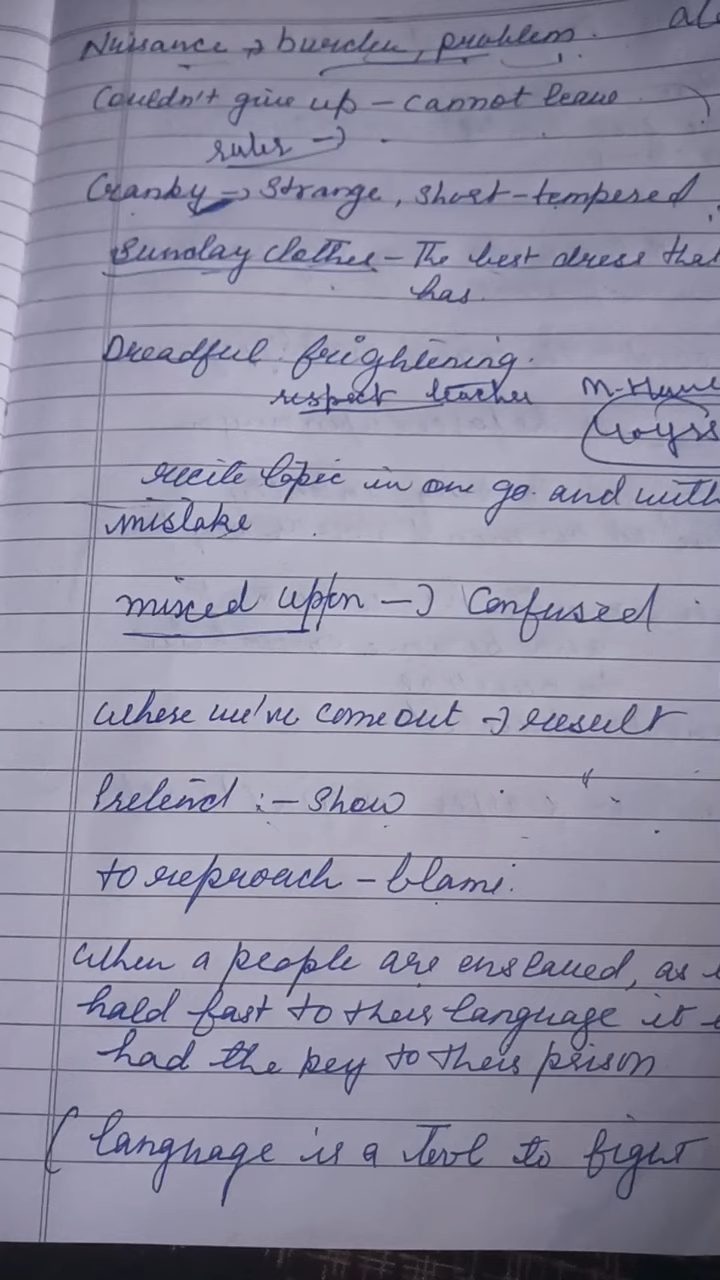 Nuisance → burden, problem.
Couldn't give up – cannot leave
rules →
Cranky → Strange, short-tempered
Sunday clothes – The best dress that
has
Dreadful frightening.
respect teacher M-Hame
40yrs
recite topic in one go. and with
mistake
mixed upon → Confused
Where we've come out → result
Pretend :– Show
to reproach – blame.
When a people are enslaved, as
hold fast to their language it
had the key to their prison
(language is a tool to fight